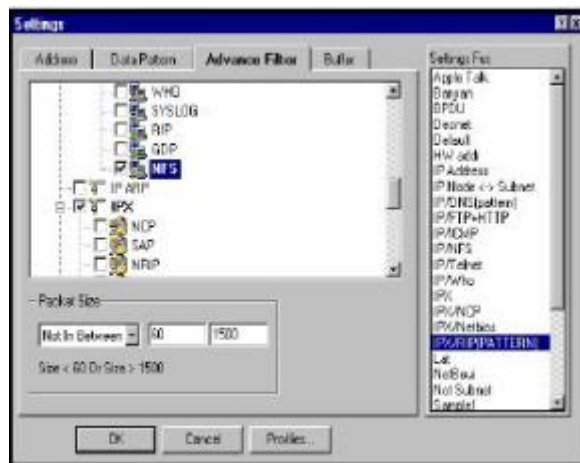 Settings
Address
Data Pattern
Advance Filter
Buffer
WHO
SYSLOG
RIP
GDP
NFS
IP ARP
IPX
NCP
SAP
NRIP
Packet Size
Not In Between
60
1500
Size < 60 Or Size > 1500
OK
Cancel
Profiles...
Settings For
Apple Talk
Banyan
BPDU
Decnet
Default
HW addr
IP Address
IP Node <-> Subnet
IP/DNS(pattern)
IP/FTP+HTTP
IP/ICMP
IP/NFS
IP/Telnet
IP/Who
IPX
IPX/NCP
IPX/Netbios
IPX/RIP(PATTERN)
Lat
NetBeui
Not Subnet
Sample1